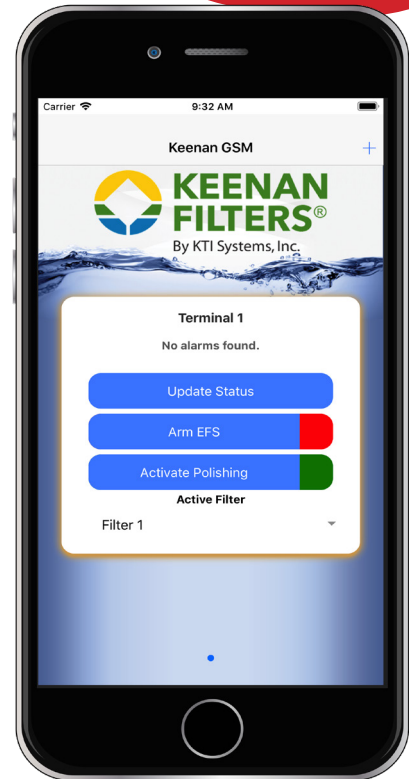 Carrier
9:32 AM
Keenan GSM
+
KEENAN
FILTERS®
By KTI Systems, Inc.
Terminal 1
No alarms found.
Update Status
Arm EFS
Activate Polishing
Active Filter
Filter 1